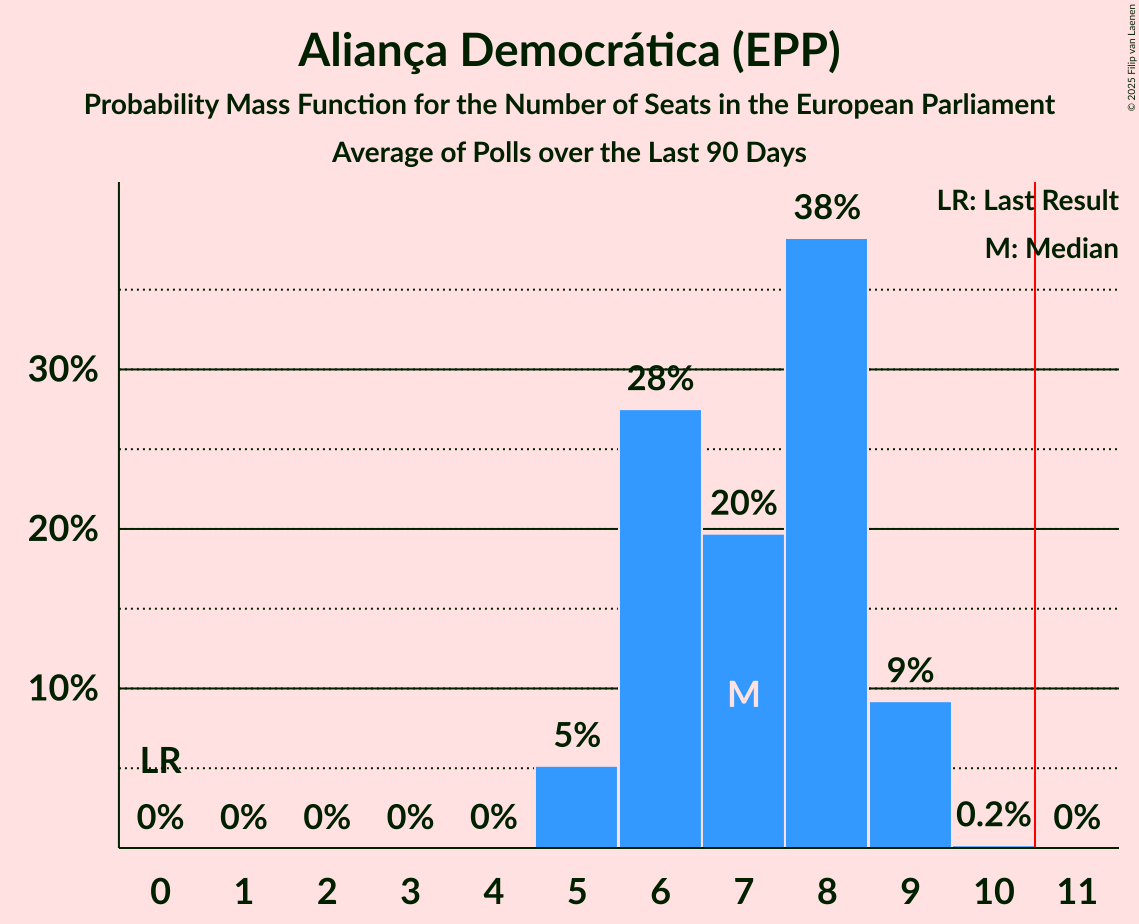 Aliança Democrática (EPP)
Probability Mass Function for the Number of Seats in the European Parliament
Average of Polls over the Last 90 Days
© 2025 Filip van Laenen
LR: Last Result
M: Median
38%
30%
28%
20%
20%
10%
9%
M
5%
LR
0% 0% 0% 0% 0% 0.2% 0%
0 1 2 3 4 5 6 7 8 9 10 11